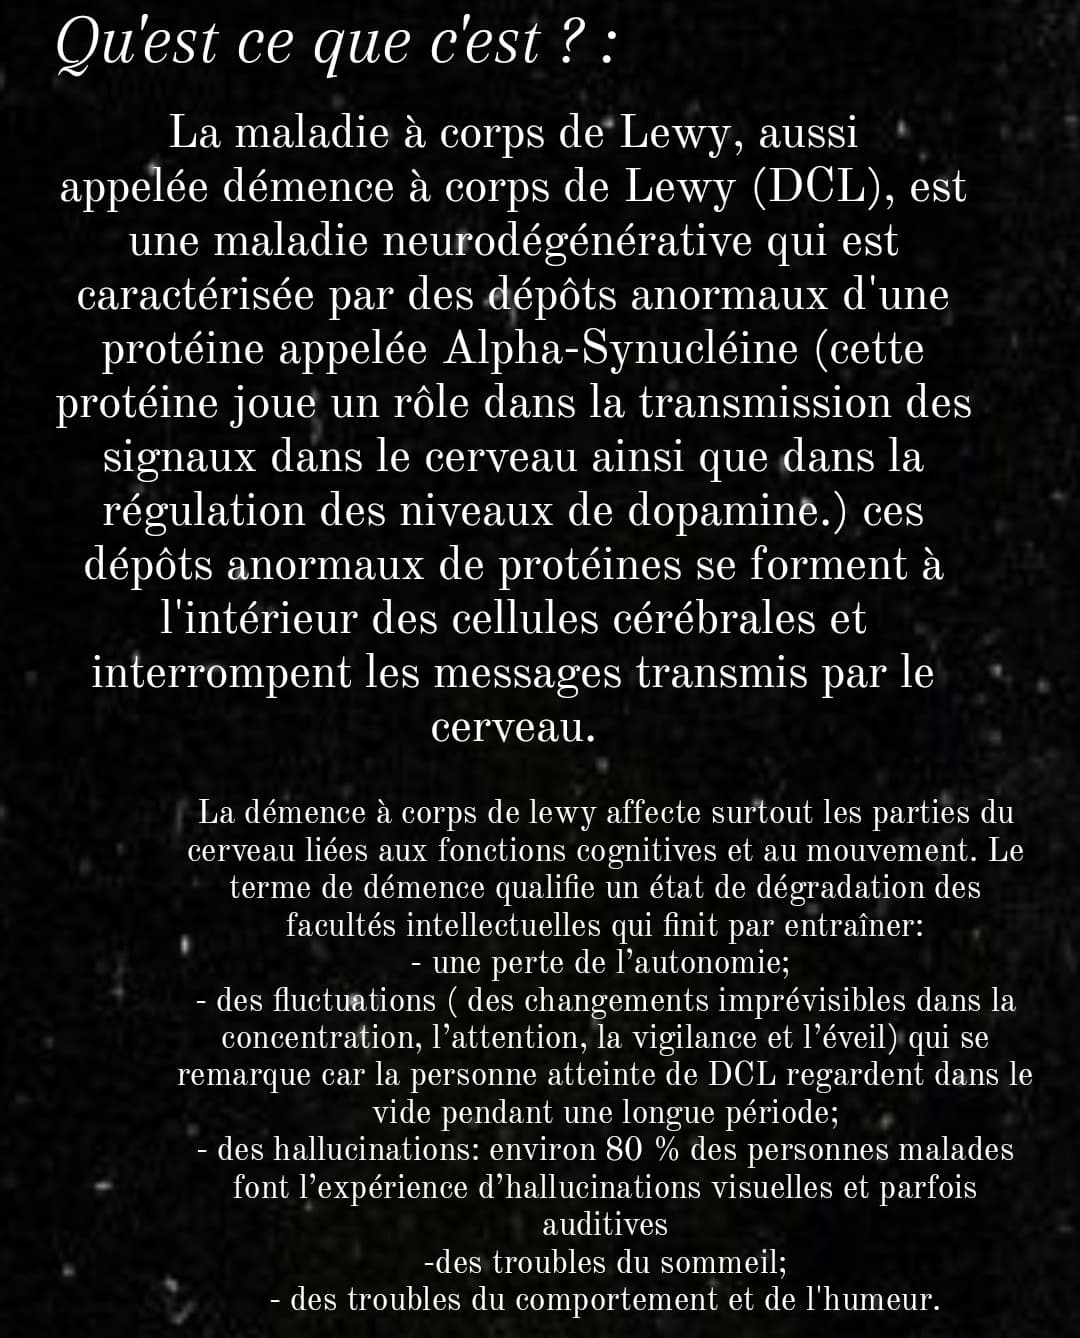 Qu'est ce que c'est ? :
La maladie à corps de Lewy, aussi
appelée démence à corps de Lewy (DCL), est
une maladie neurodégénérative qui est
caractérisée par des dépôts anormaux d'une
protéine appelée Alpha-Synucléine (cette
protéine joue un rôle dans la transmission des
signaux dans le cerveau ainsi que dans la
régulation des niveaux de dopamine.) ces
dépôts anormaux de protéines se forment à
l'intérieur des cellules cérébrales et
interrompent les messages transmis par le
cerveau.
La démence à corps de lewy affecte surtout les parties du
cerveau liées aux fonctions cognitives et au mouvement. Le
terme de démence qualifie un état de dégradation des
facultés intellectuelles qui finit par entraîner:
- une perte de l’autonomie;
- des fluctuations ( des changements imprévisibles dans la
concentration, l’attention, la vigilance et l’éveil) qui se
remarque car la personne atteinte de DCL regardent dans le
vide pendant une longue période;
- des hallucinations: environ 80 % des personnes malades
font l’expérience d’hallucinations visuelles et parfois
auditives
-des troubles du sommeil;
- des troubles du comportement et de l'humeur.